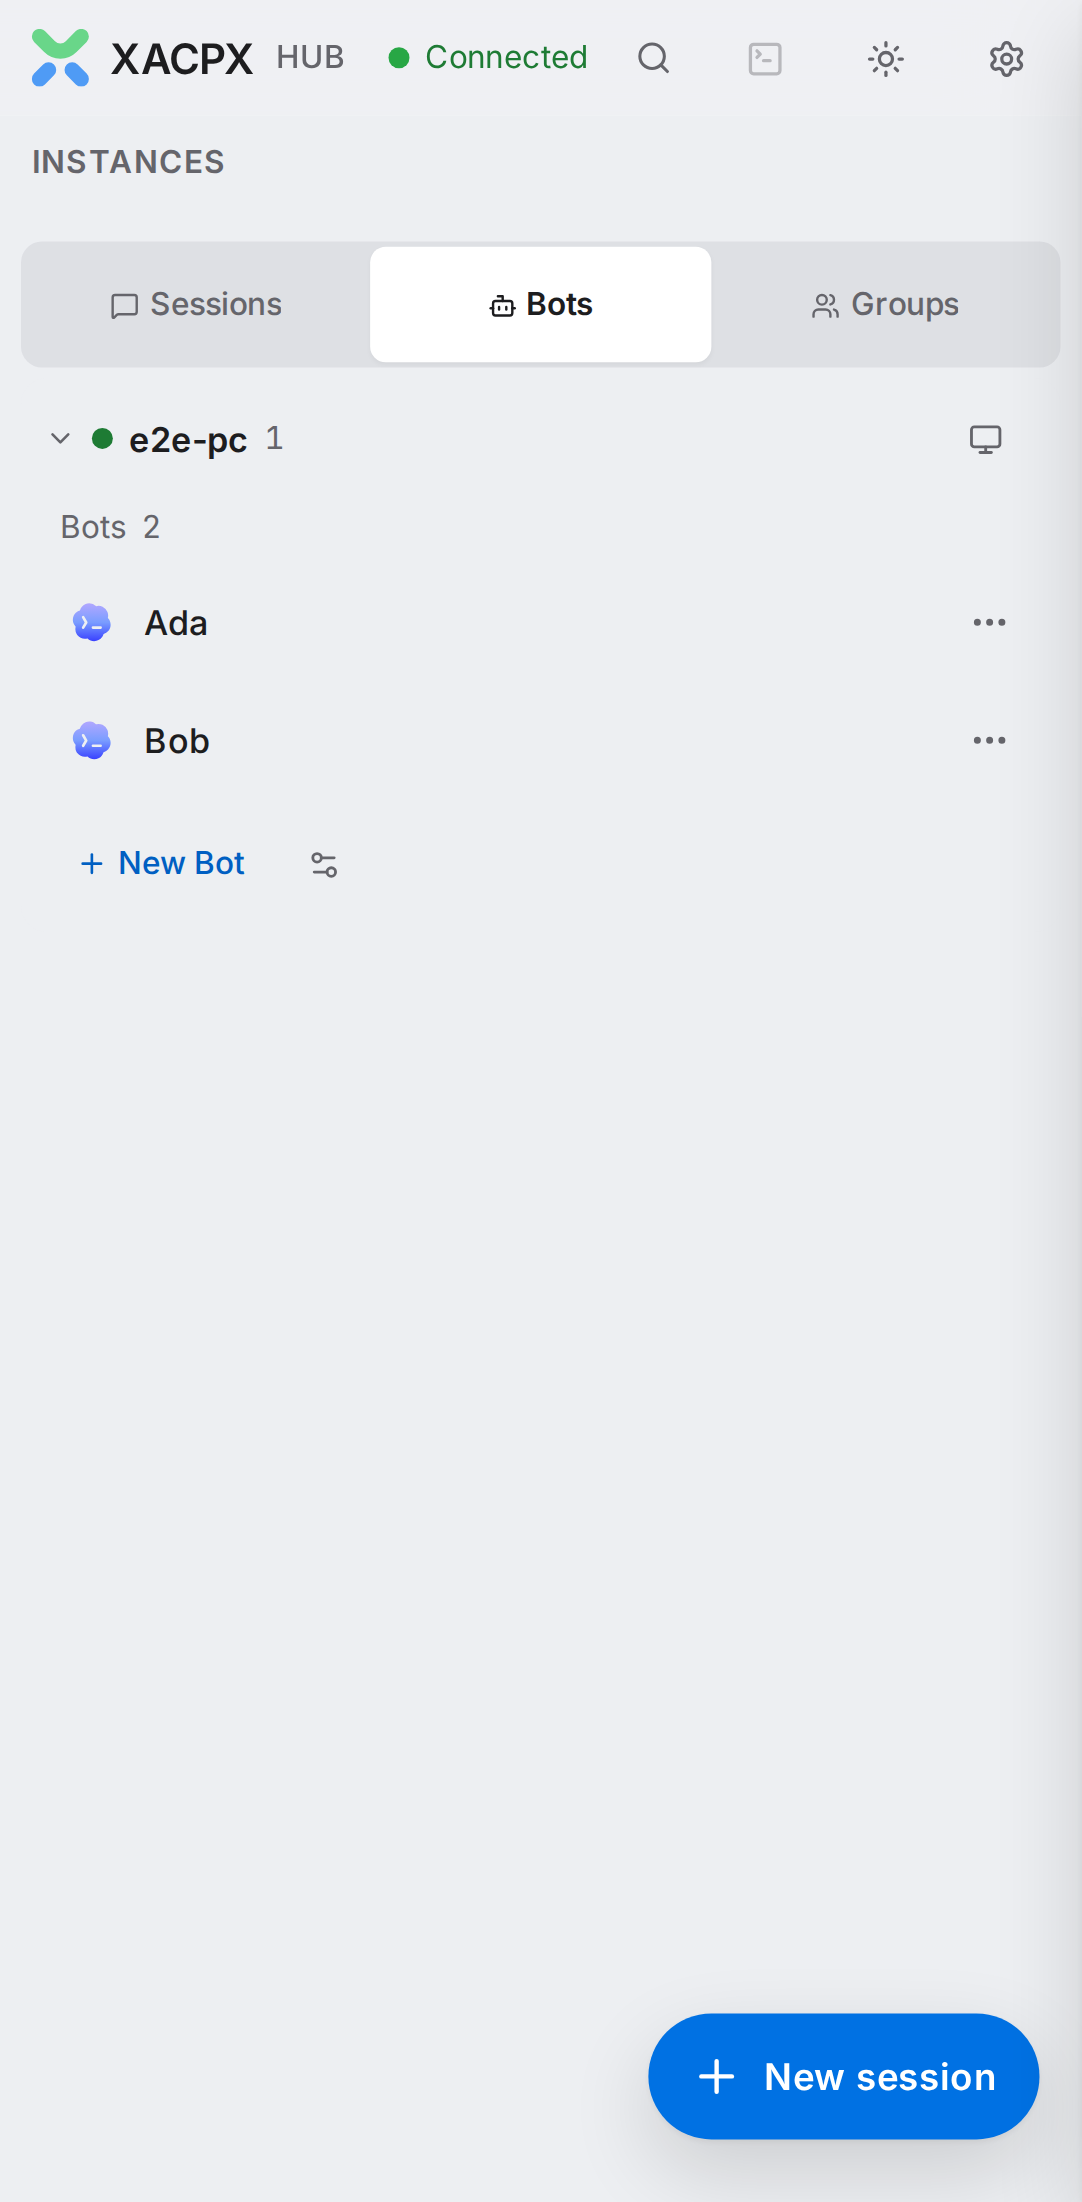 XACPX HUB Connected
INSTANCES
Sessions Bots Groups
e2e-pc 1
Bots 2
Ada
Bob
+ New Bot
+ New session